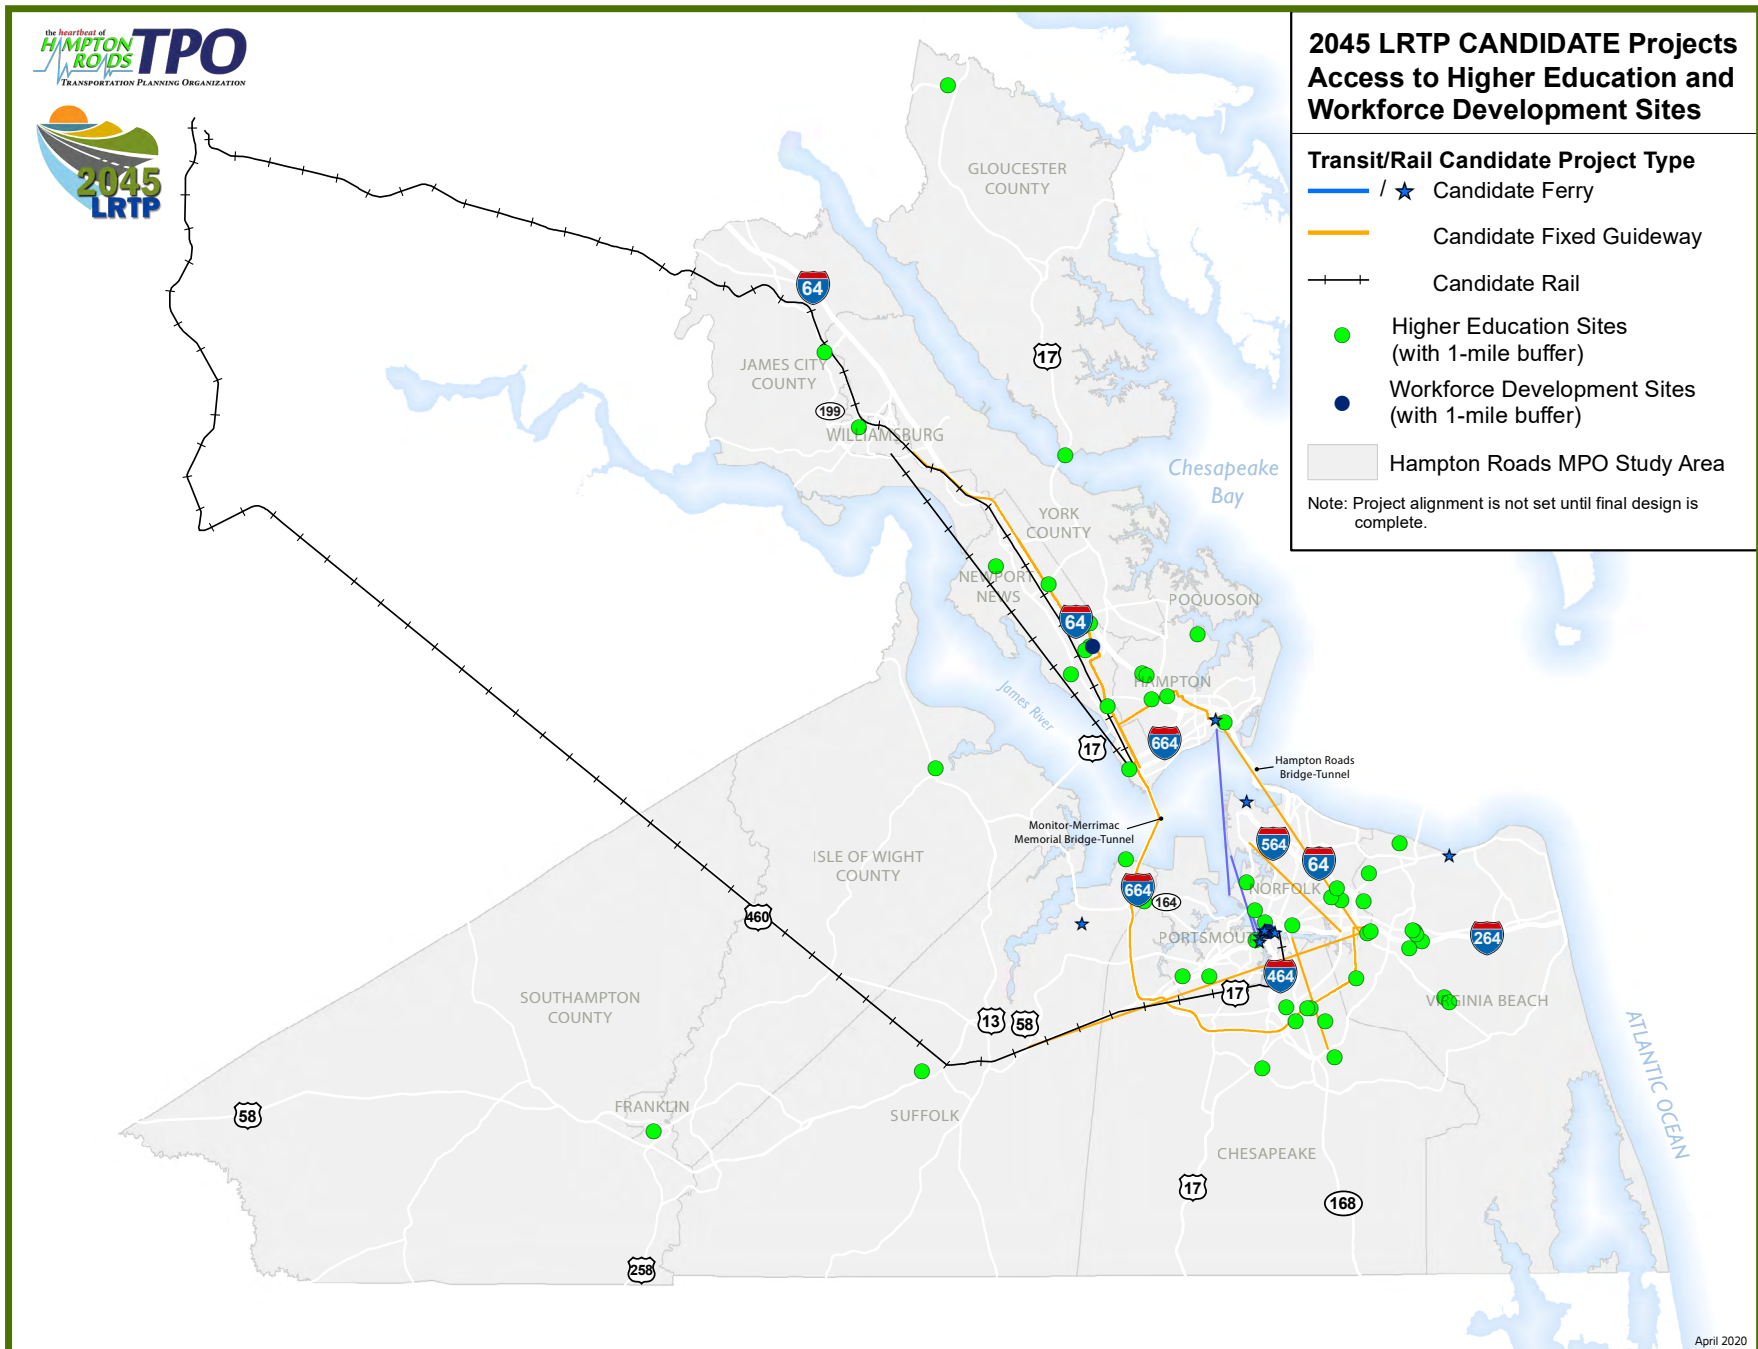 the heartbeat of
HAMPTON
ROADS
TPO
TRANSPORTATION PLANNING ORGANIZATION
2045
LRTP
2045 LRTP CANDIDATE Projects
Access to Higher Education and
Workforce Development Sites
Transit/Rail Candidate Project Type
/ Candidate Ferry
Candidate Fixed Guideway
Candidate Rail
Higher Education Sites
(with 1-mile buffer)
Workforce Development Sites
(with 1-mile buffer)
Hampton Roads MPO Study Area
Note: Project alignment is not set until final design is
complete.
GLOUCESTER
COUNTY
64
17
JAMES CITY
COUNTY
199
WILLIAMSBURG
Chesapeake
Bay
YORK
COUNTY
NEWPORT
NEWS
POQUOSON
64
HAMPTON
James River
17
664
Hampton Roads
Bridge-Tunnel
Monitor-Merrimac
Memorial Bridge-Tunnel
564
64
ISLE OF WIGHT
COUNTY
664
164
NORFOLK
460
PORTSMOU
264
464
17
VIRGINIA BEACH
SOUTHAMPTON
COUNTY
13
58
ATLANTIC OCEAN
58
FRANKLIN
SUFFOLK
CHESAPEAKE
17
168
258
April 2020